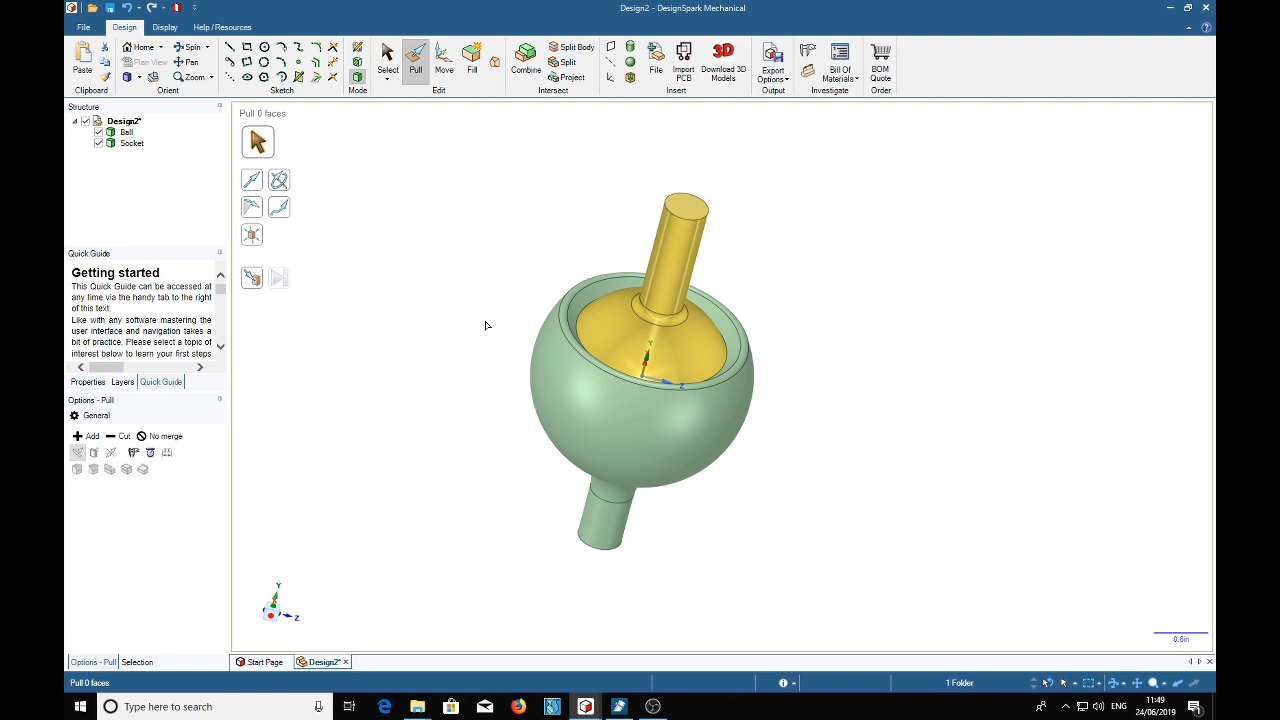 Design2 - DesignSpark Mechanical
File Design Display Help / Resources
Paste
Home Spin
Plan View Pan
Zoom
Clipboard Orient Sketch Mode
Select Pull Move Fill
Edit
Combine
Split Body
Split
Project
Intersect
File Import PCB 3D Download 3D Models
Insert
Export Options
Output
Bill Of Materials
Investigate
BOM Quote
Order
Structure
Design2*
Ball
Socket
Quick Guide
Getting started
This Quick Guide can be accessed at
any time via the handy tab to the right
of this text.
Like with any software mastering the
user interface and navigation takes a
bit of practice. Please select a topic of
interest below to learn your first steps
Properties Layers Quick Guide
Options - Pull
General
Add Cut No merge
Options - Pull Selection
Pull 0 faces
Y
Z
Y
Z
0.6in
Start Page Design2*
Pull 0 faces
1 Folder
Type here to search
ENG
11:49
24/06/2019
1